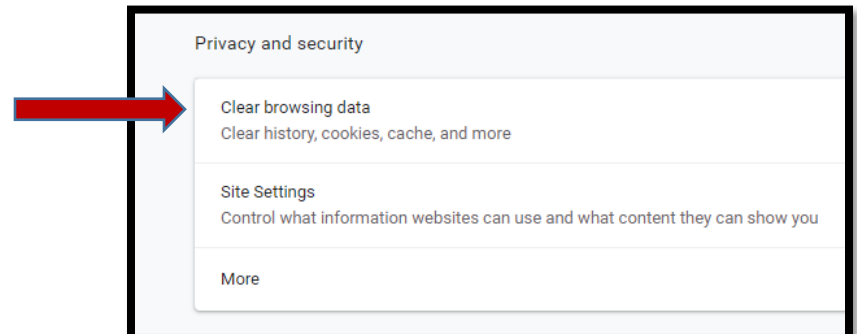 Privacy and security
Clear browsing data
Clear history, cookies, cache, and more
Site Settings
Control what information websites can use and what content they can show you
More